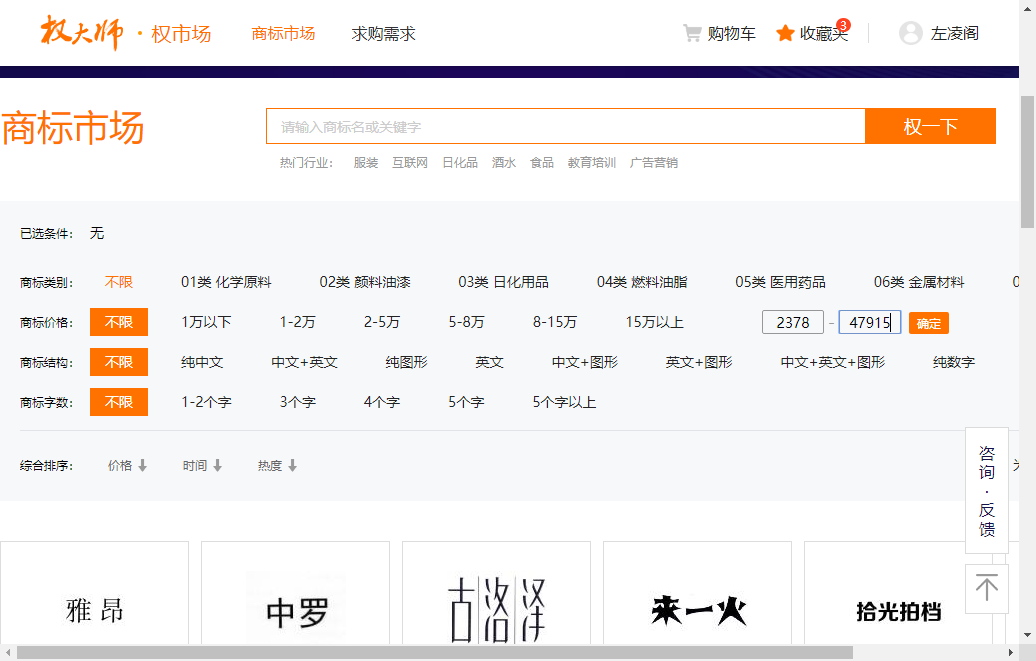 权大师 · 权市场 商标市场 求购需求 购物车 收藏夹 3 左凌阁
商标市场 请输入商标名或关键字 权一下
热门行业： 服装 互联网 日化品 酒水 食品 教育培训 广告营销
已选条件： 无
商标类别： 不限 01类 化学原料 02类 颜料油漆 03类 日化用品 04类 燃料油脂 05类 医用药品 06类 金属材料 0
商标价格： 不限 1万以下 1-2万 2-5万 5-8万 8-15万 15万以上 2378 - 47915 确定
商标结构： 不限 纯中文 中文+英文 纯图形 英文 中文+图形 英文+图形 中文+英文+图形 纯数字
商标字数： 不限 1-2个字 3个字 4个字 5个字 5个字以上
综合排序： 价格 时间 热度
咨询·反馈
雅昂 中罗 古洛泽 来一火 拾光拍档